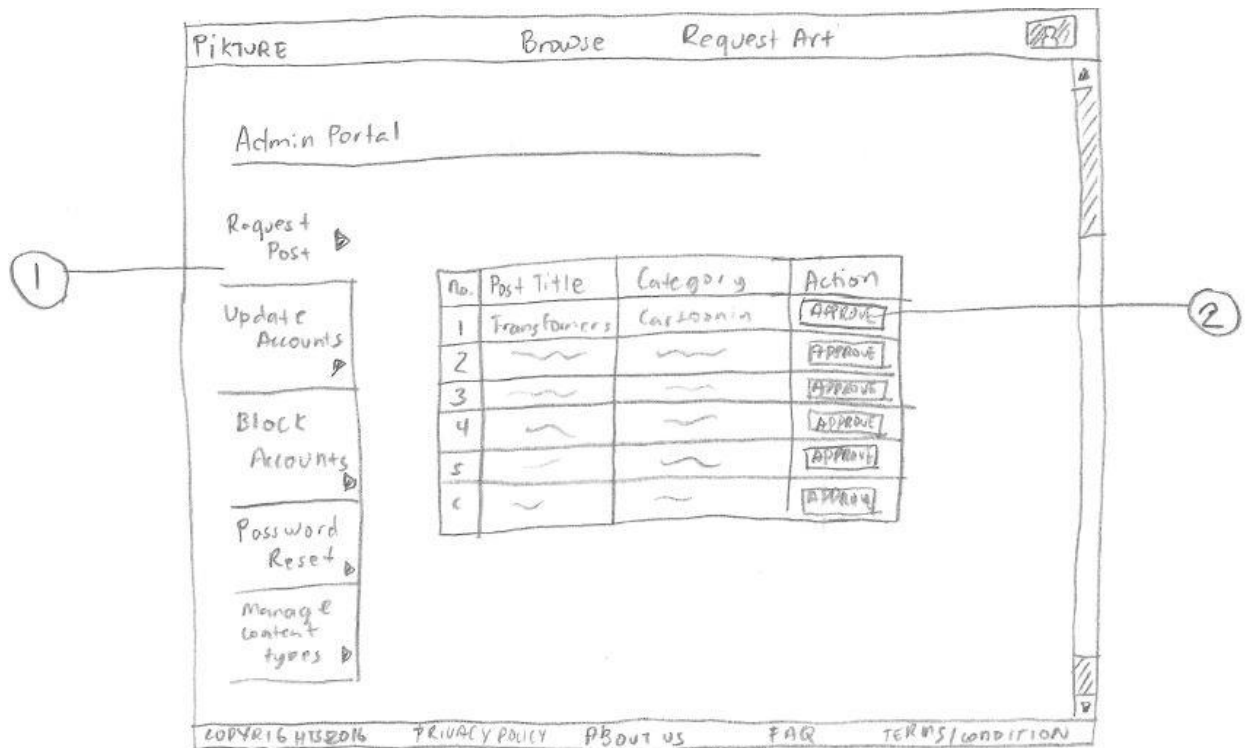 PiKTURE Browse Request Art
Admin Portal
Request
Post
Update
Accounts
Block
Accounts
Password
Reset
Manage
content
types
1
no. Post Title Category Action
1 Transformers Cartoonin APPROVE
2 APPROVE
3 APPROVE
4 APPROVE
5 APPROVE
APPROVE
2
COPYRIGHTS2016 PRIVACY POLICY ABOUT US FAQ TERMS/CONDITION